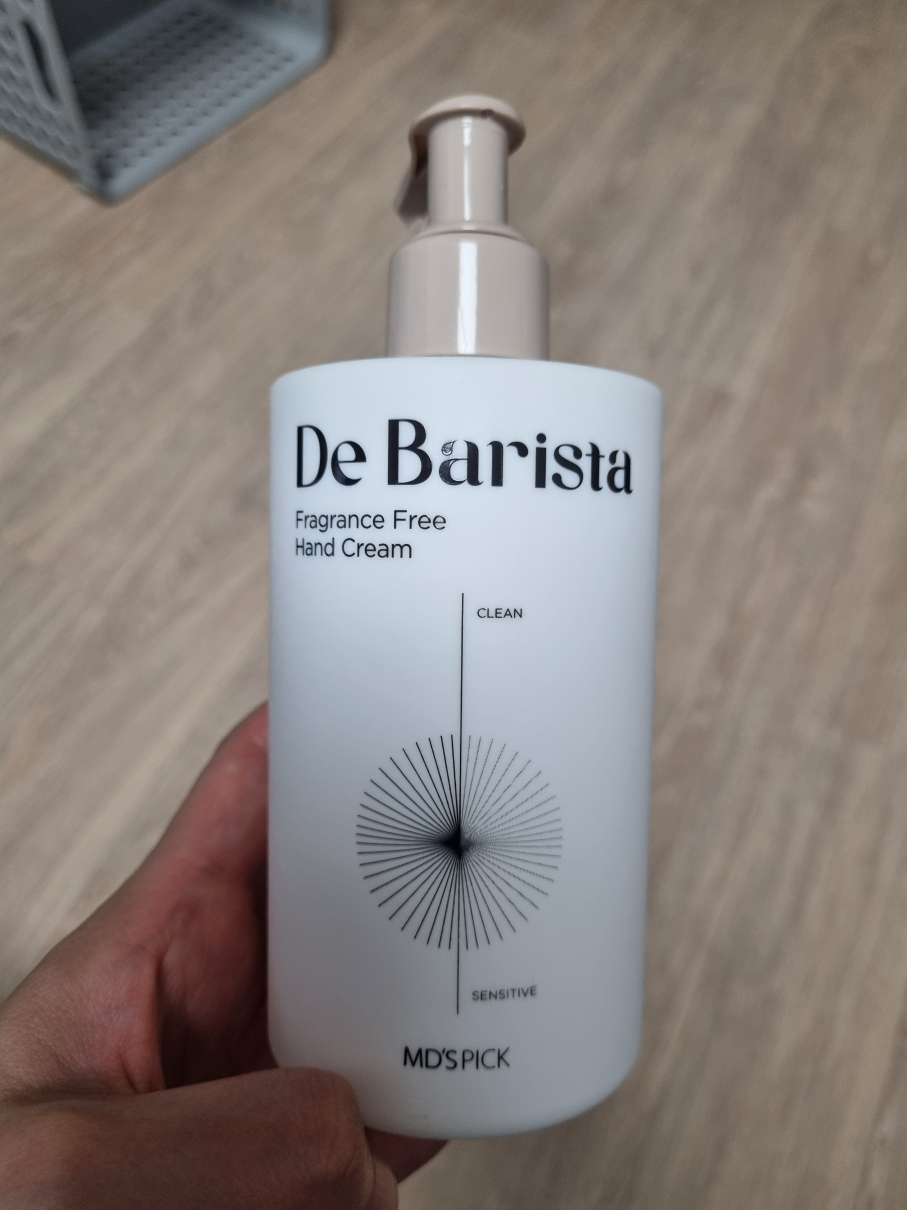 De Barista
Fragrance Free
Hand Cream
CLEAN
SENSITIVE
MD'S PICK